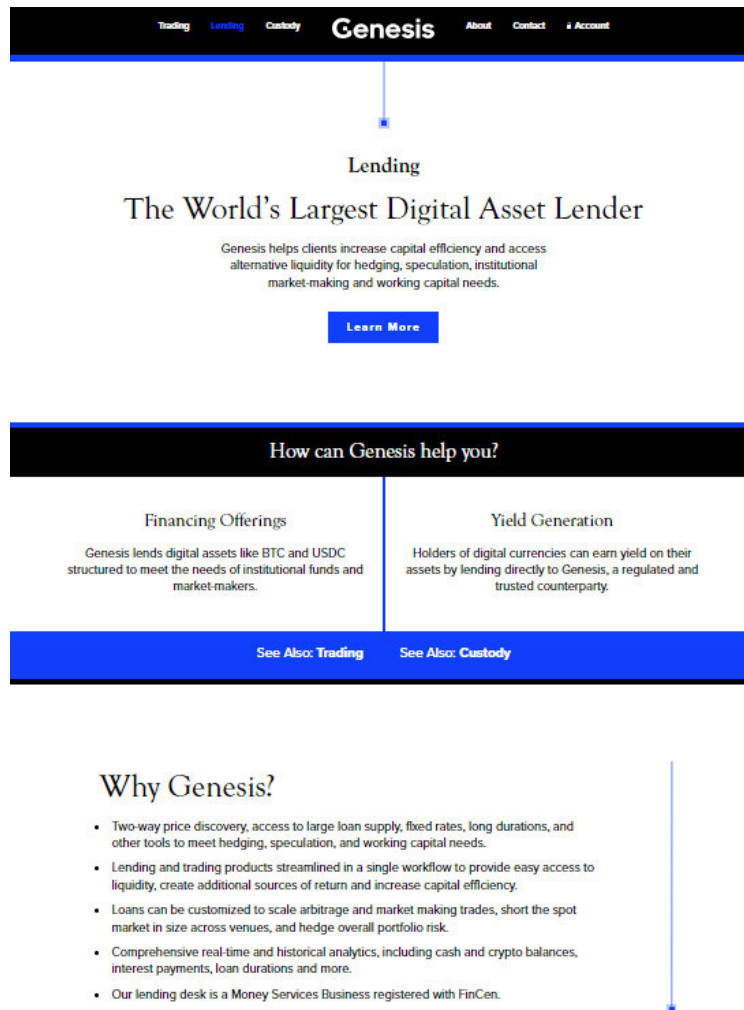 Trading Lending Custody Genesis About Contact Account
Lending
The World's Largest Digital Asset Lender
Genesis helps clients increase capital efficiency and access
alternative liquidity for hedging, speculation, institutional
market-making and working capital needs.
Learn More
How can Genesis help you?
Financing Offerings
Genesis lends digital assets like BTC and USDC
structured to meet the needs of institutional funds and
market-makers.
Yield Generation
Holders of digital currencies can earn yield on their
assets by lending directly to Genesis, a regulated and
trusted counterparty.
See Also: Trading See Also: Custody
Why Genesis?
• Two-way price discovery, access to large loan supply, fixed rates, long durations, and
other tools to meet hedging, speculation, and working capital needs.
• Lending and trading products streamlined in a single workflow to provide easy access to
liquidity, create additional sources of return and increase capital efficiency.
• Loans can be customized to scale arbitrage and market making trades, short the spot
market in size across venues, and hedge overall portfolio risk.
• Comprehensive real-time and historical analytics, including cash and crypto balances,
interest payments, loan durations and more.
• Our lending desk is a Money Services Business registered with FinCen.